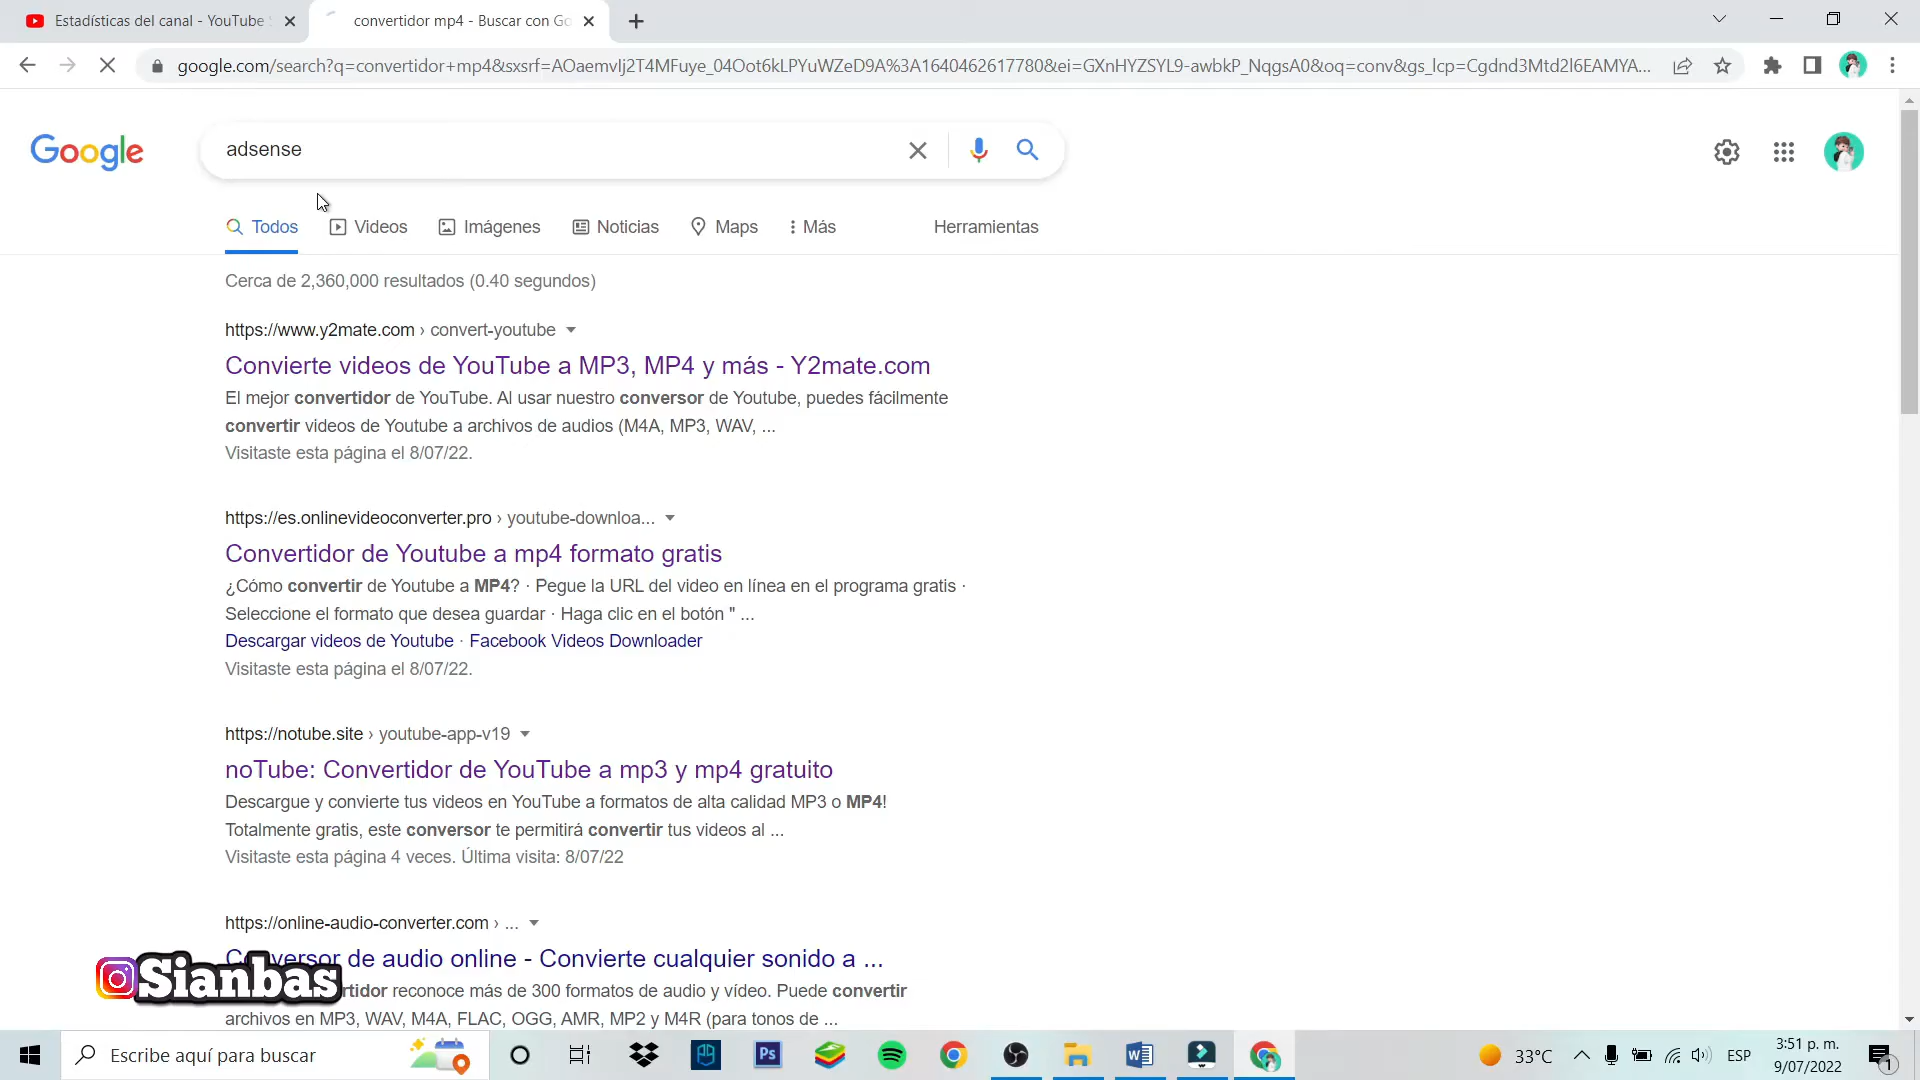 Estadísticas del canal - YouTube
convertidor mp4 - Buscar con Go
google.com/search?q=convertidor+mp4&sxsrf=AOaemvIj2T4MFuye_04Oot6kLPYuWZeD9A%3A1640462617780&ei=GXnHYZSYL9-awbkP_NqgsA0&oq=conv&gs_lcp=Cgdnd3Mtd2l6EAMYA...
Google
adsense
Todos Videos Imágenes Noticias Maps Más Herramientas
Cerca de 2,360,000 resultados (0.40 segundos)
https://www.y2mate.com › convert-youtube
Convierte videos de YouTube a MP3, MP4 y más - Y2mate.com
El mejor convertidor de YouTube. Al usar nuestro conversor de Youtube, puedes fácilmente
convertir videos de Youtube a archivos de audios (M4A, MP3, WAV, ...
Visitaste esta página el 8/07/22.
https://es.onlinevideoconverter.pro › youtube-downloa...
Convertidor de Youtube a mp4 formato gratis
¿Cómo convertir de Youtube a MP4? · Pegue la URL del video en línea en el programa gratis ·
Seleccione el formato que desea guardar · Haga clic en el botón " ...
Descargar videos de Youtube · Facebook Videos Downloader
Visitaste esta página el 8/07/22.
https://notube.site › youtube-app-v19
noTube: Convertidor de YouTube a mp3 y mp4 gratuito
Descargue y convierte tus videos en YouTube a formatos de alta calidad MP3 o MP4!
Totalmente gratis, este conversor te permitirá convertir tus videos al ...
Visitaste esta página 4 veces. Última visita: 8/07/22
https://online-audio-converter.com › ...
versor de audio online - Convierte cualquier sonido a ...
Sianbas
rtidor reconoce más de 300 formatos de audio y vídeo. Puede convertir
archivos en MP3, WAV, M4A, FLAC, OGG, AMR, MP2 y M4R (para tonos de ...
Escribe aquí para buscar
Ps
33°C
ESP
3:51 p. m.
9/07/2022
1